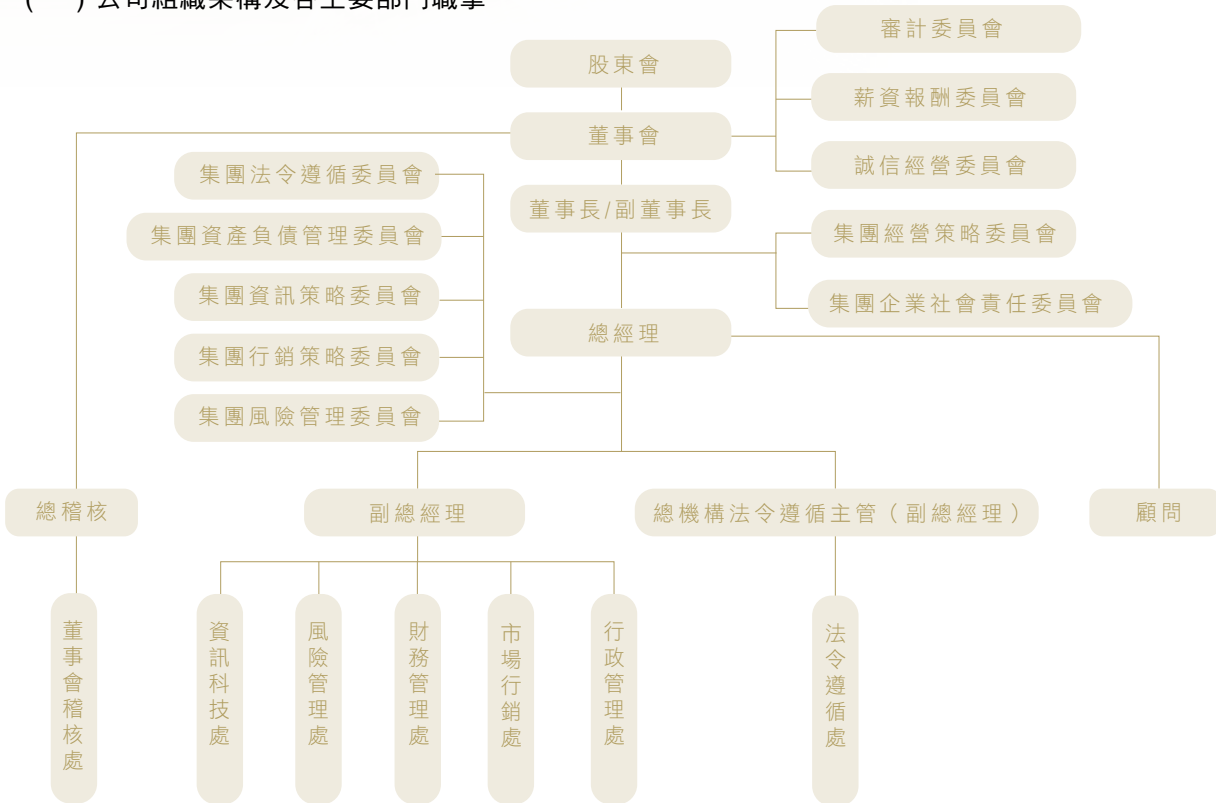 ( ) 公司組織架構及各主要部門職掌
股東會
審計委員會
董事會
薪資報酬委員會
誠信經營委員會
集團法令遵循委員會
董事長/副董事長
集團資產負債管理委員會
集團經營策略委員會
集團資訊策略委員會
集團企業社會責任委員會
總經理
集團行銷策略委員會
集團風險管理委員會
總稽核
副總經理
總機構法令遵循主管（副總經理）
顧問
董事會稽核處
資訊科技處
風險管理處
財務管理處
市場行銷處
行政管理處
法令遵循處